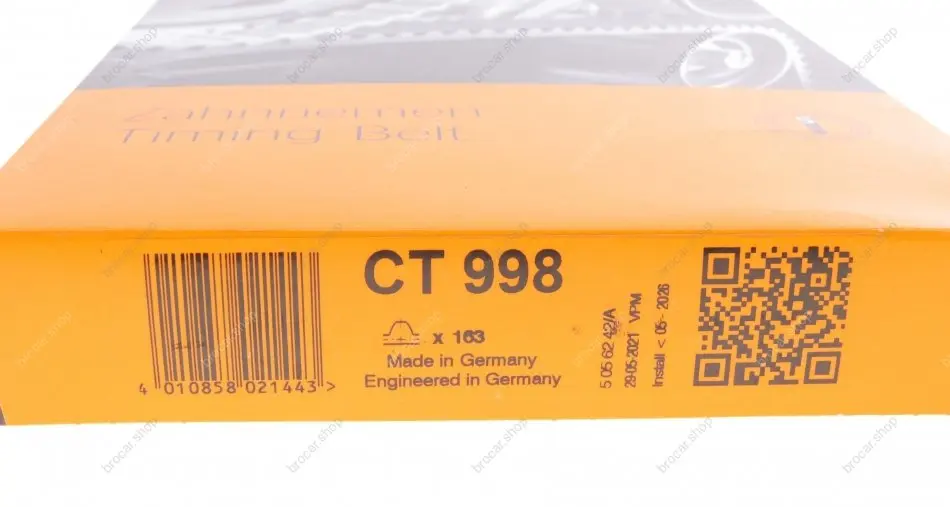 Zahnriemen
Timing Belt
CT 998
x 163
Made in Germany
Engineered in Germany
4 010858 021443 >
5 05 62 42/A
29-05-2021 VPM
Install < 05- 2026
brocar.shop